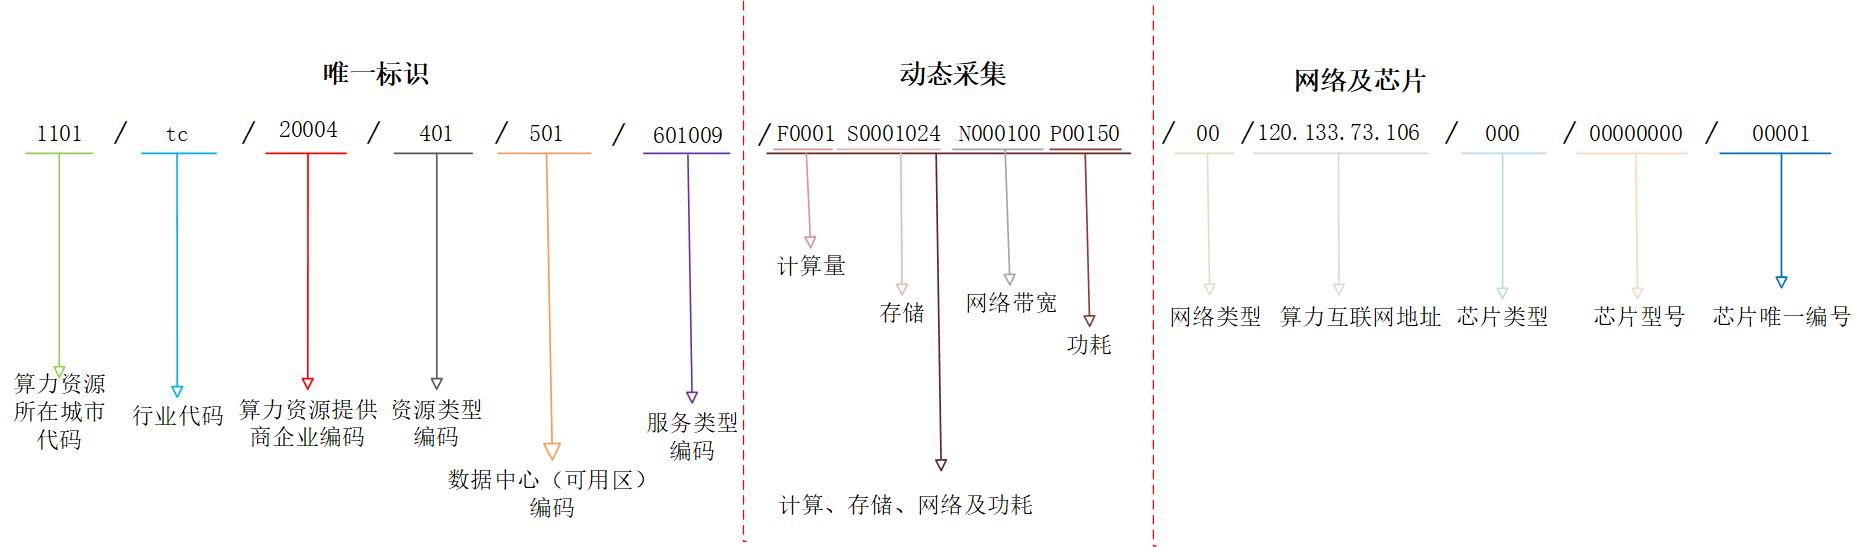 唯一标识
动态采集
网络及芯片
1101 / tc / 20004 / 401 / 501 / 601009 / F0001 S0001024 N000100 P00150 / 00 / 120.133.73.106 / 000 / 00000000 / 00001
计算量
存储
网络带宽
功耗
网络类型
算力互联网地址
芯片类型
芯片型号
芯片唯一编号
算力资源
所在城市
代码
行业代码
算力资源提供
商企业编码
资源类型
编码
服务类型
编码
数据中心（可用区）
编码
计算、存储、网络及功耗